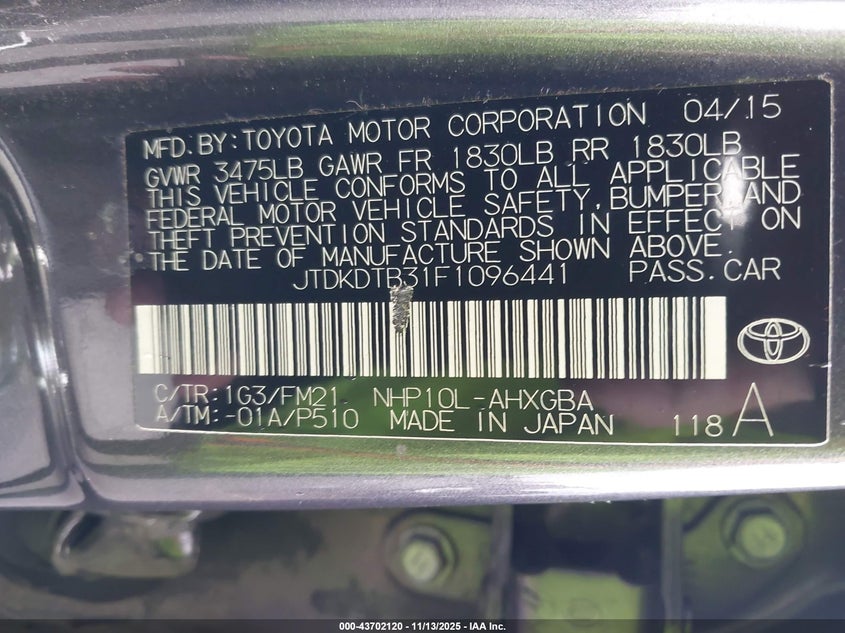 MFD. BY: TOYOTA MOTOR CORPORATION 04/15
GVWR 3475LB GAWR FR 1830LB RR 1830LB
THIS VEHICLE CONFORMS TO ALL APPLICABLE
FEDERAL MOTOR VEHICLE SAFETY, BUMPER, AND
THEFT PREVENTION STANDARDS IN EFFECT ON
THE DATE OF MANUFACTURE SHOWN ABOVE.
JTDKDTB31F1096441 PASS. CAR
C/TR: 1G3/FM21 NHP10L-AHXGBA
A/TM: -01A/P510 MADE IN JAPAN 118 A
000-43702120 - 11/13/2025 - IAA Inc.